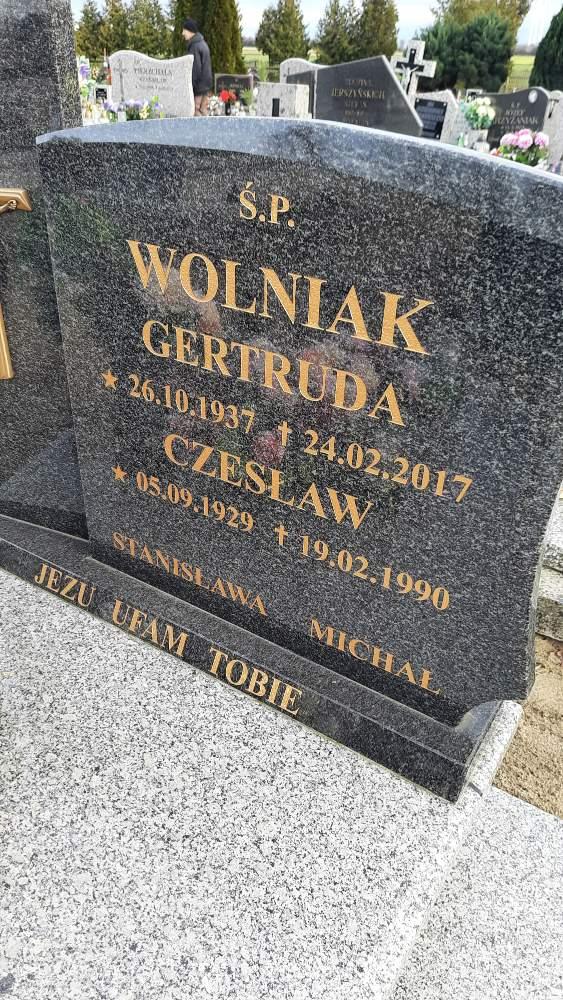 Ś.P.
WOLNIAK
GERTRUDA
★ 26.10.1937 † 24.02.2017
CZESŁAW
★ 05.09.1929 † 19.02.1990
STANISŁAWA MICHAŁ
JEZU UFAM TOBIE